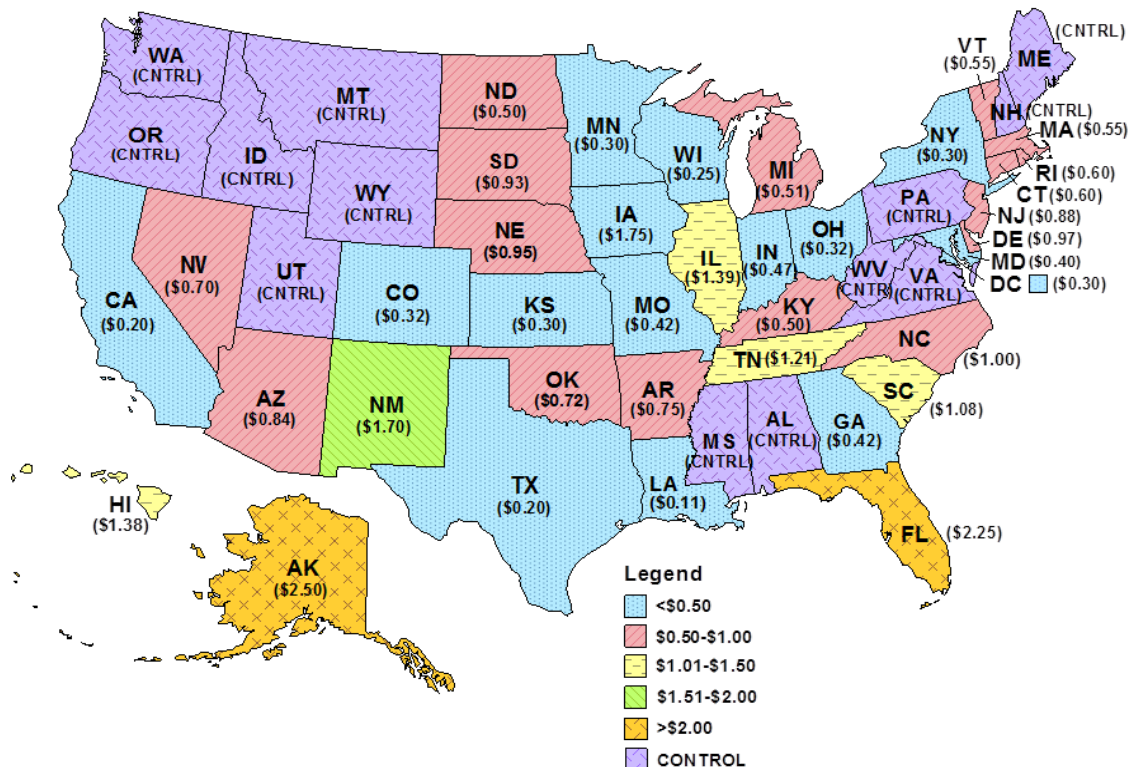 WA
(CNTRL)
MT
(CNTRL)
ND
($0.50)
MN
($0.30)
VT
($0.55)
(CNTRL)
ME
OR
(CNTRL)
ID
(CNTRL)
SD
($0.93)
WI
($0.25)
MI
($0.51)
NY
($0.30)
NH (CNTRL)
MA ($0.55)
RI ($0.60)
CT ($0.60)
NJ ($0.88)
DE ($0.97)
MD ($0.40)
DC ($0.30)
WY
(CNTRL)
NE
($0.95)
IA
($1.75)
PA
(CNTRL)
CA
($0.20)
NV
($0.70)
UT
(CNTRL)
CO
($0.32)
KS
($0.30)
MO
($0.42)
IL
($1.39)
IN
($0.47)
OH
($0.32)
WV
(CNTR)
VA
(CNTRL)
KY
($0.50)
AZ
($0.84)
NM
($1.70)
OK
($0.72)
AR
($0.75)
TN ($1.21)
NC
($1.00)
SC
($1.08)
TX
($0.20)
LA
($0.11)
MS
(CNTRL)
AL
(CNTRL)
GA
($0.42)
FL
($2.25)
HI
($1.38)
AK
($2.50)
Legend
<$0.50
$0.50-$1.00
$1.01-$1.50
$1.51-$2.00
>$2.00
CONTROL